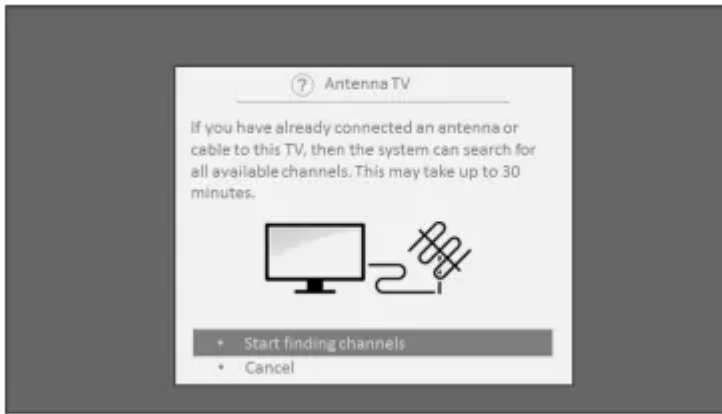 ? Antenna TV
If you have already connected an antenna or
cable to this TV, then the system can search for
all available channels. This may take up to 30
minutes.
• Start finding channels
• Cancel